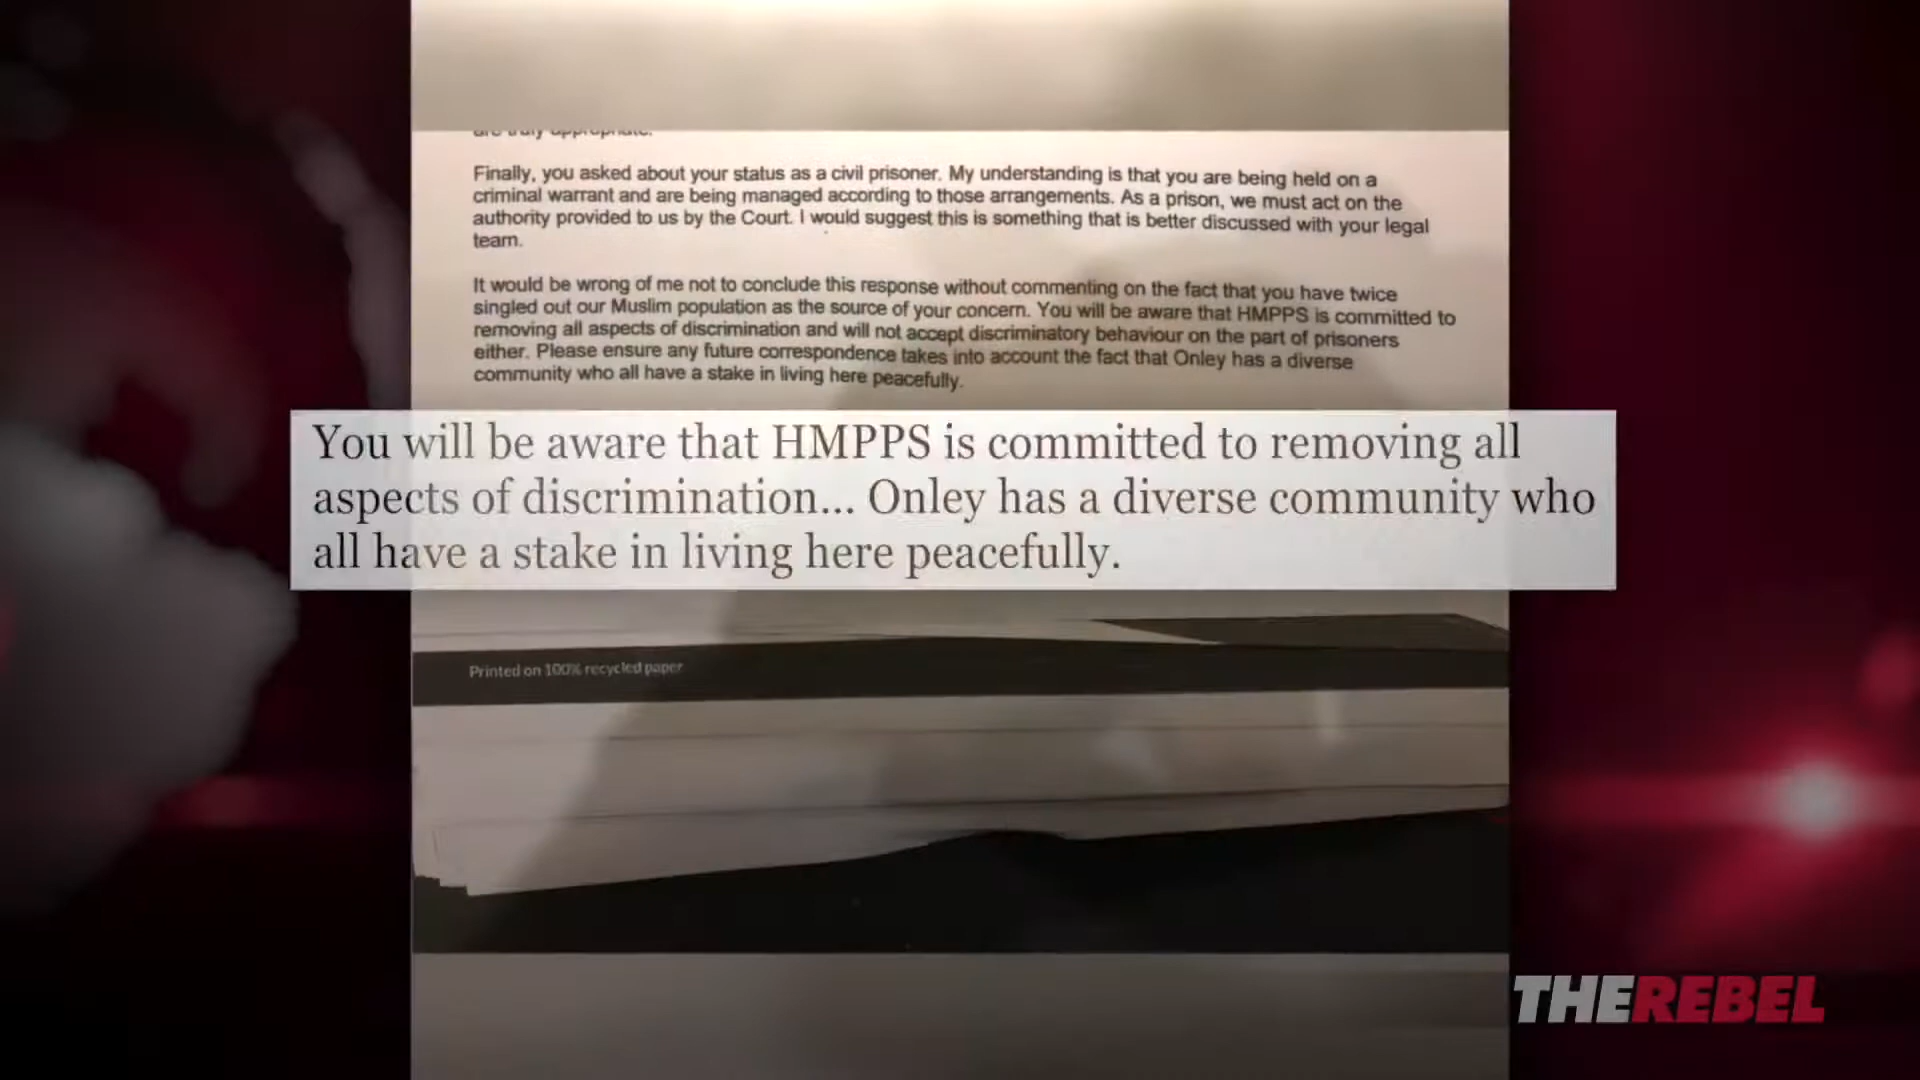 are truly appropriate.
Finally, you asked about your status as a civil prisoner. My understanding is that you are being held on a
criminal warrant and are being managed according to those arrangements. As a prison, we must act on the
authority provided to us by the Court. I would suggest this is something that is better discussed with your legal
team.
It would be wrong of me not to conclude this response without commenting on the fact that you have twice
singled out our Muslim population as the source of your concern. You will be aware that HMPPS is committed to
removing all aspects of discrimination and will not accept discriminatory behaviour on the part of prisoners
either. Please ensure any future correspondence takes into account the fact that Onley has a diverse
community who all have a stake in living here peacefully.
You will be aware that HMPPS is committed to removing all
aspects of discrimination... Onley has a diverse community who
all have a stake in living here peacefully.
Printed on 100% recycled paper
THEREBEL